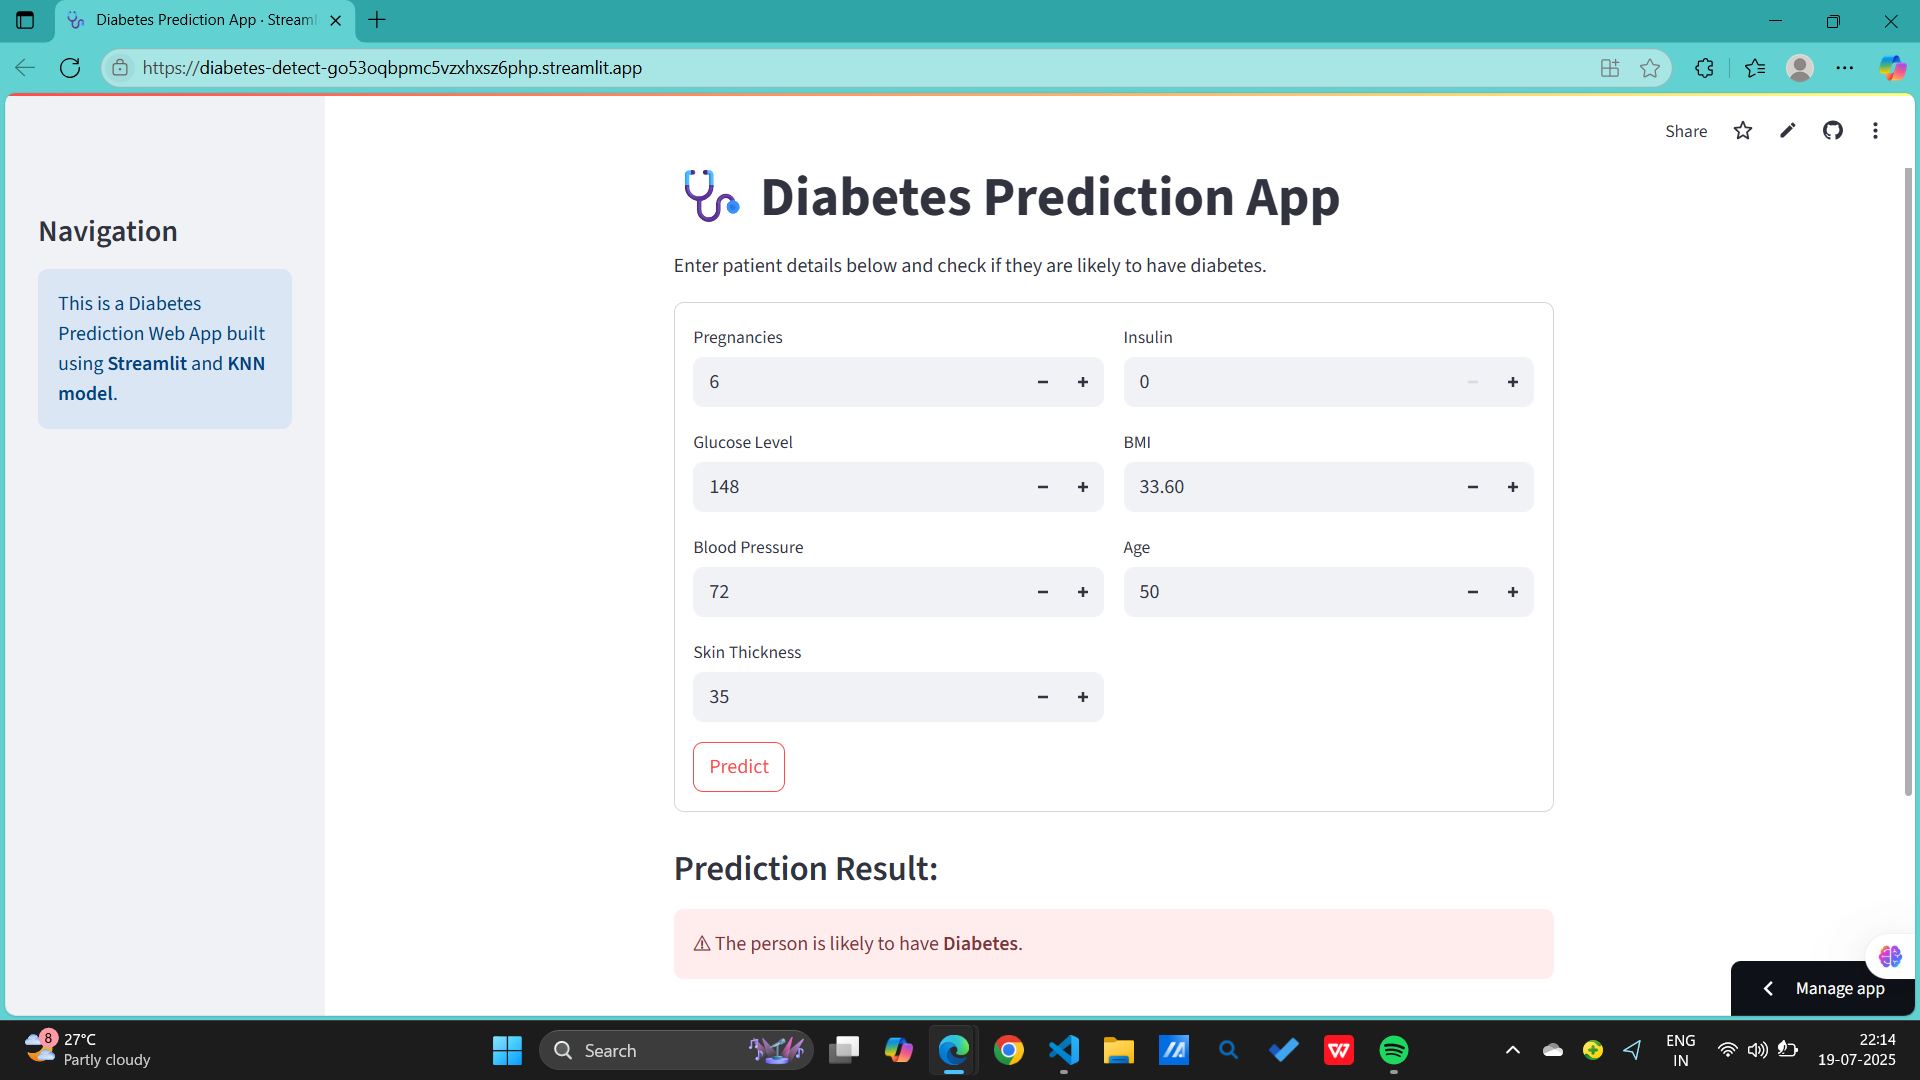 Diabetes Prediction App · Streaml
https://diabetes-detect-go53oqbpmc5vzxhxsz6php.streamlit.app
Share
Navigation
This is a Diabetes
Prediction Web App built
using Streamlit and KNN
model.
Diabetes Prediction App
Enter patient details below and check if they are likely to have diabetes.
Pregnancies
6
Insulin
0
Glucose Level
148
BMI
33.60
Blood Pressure
72
Age
50
Skin Thickness
35
Predict
Prediction Result:
⚠ The person is likely to have Diabetes.
Manage app
8
27°C
Partly cloudy
Search
ENG
IN
22:14
19-07-2025